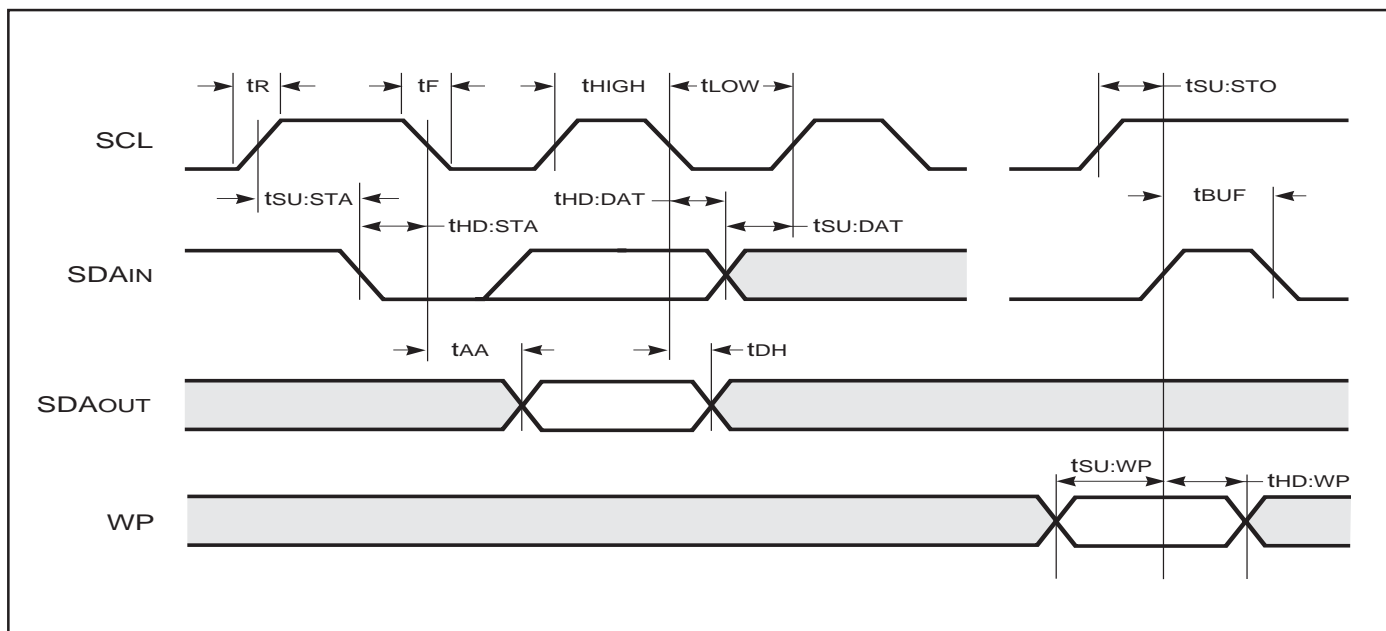 tR tF tHIGH tLOW tSU:STO
SCL
tSU:STA tHD:STA tHD:DAT tSU:DAT tBUF
SDAIN
tAA tDH
SDAOUT
tSU:WP tHD:WP
WP